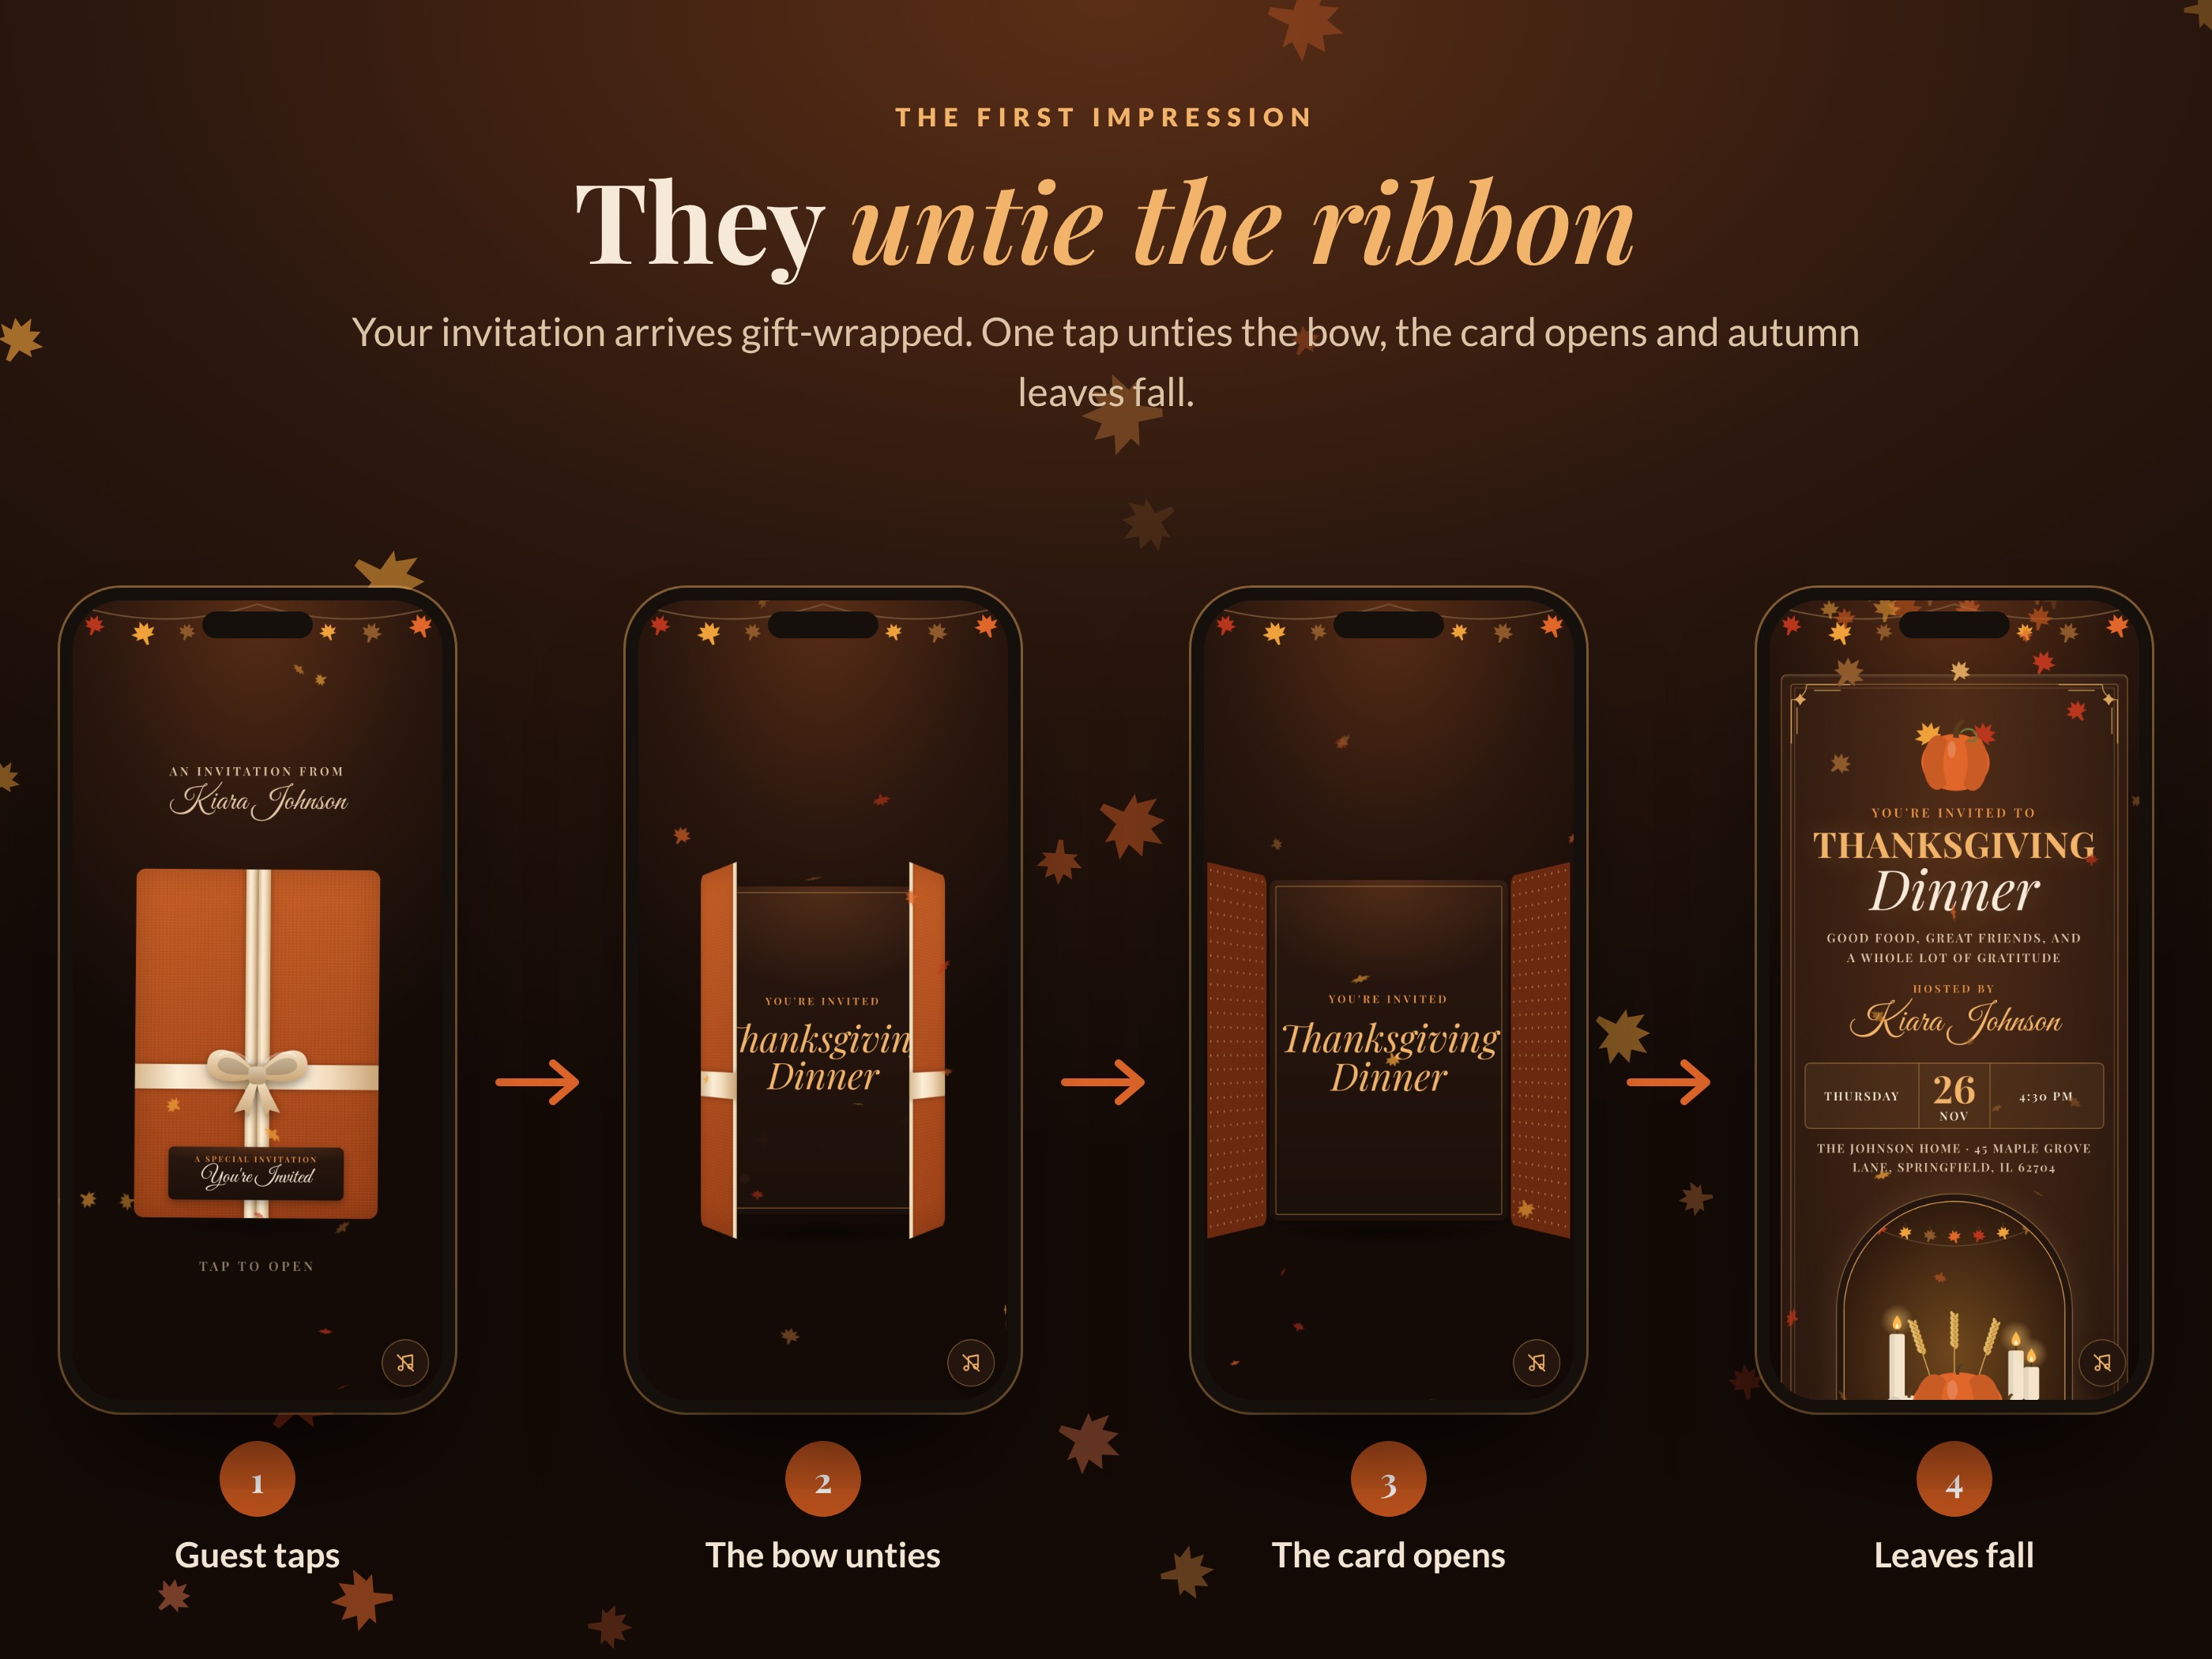 THE FIRST IMPRESSION
They untie the ribbon
Your invitation arrives gift-wrapped. One tap unties the bow, the card opens and autumn
leaves fall.
AN INVITATION FROM
Kiara Johnson
A SPECIAL INVITATION
You're Invited
TAP TO OPEN
1
Guest taps
YOU'RE INVITED
hanksgivin
Dinner
2
The bow unties
YOU'RE INVITED
Thanksgiving
Dinner
3
The card opens
YOU'RE INVITED TO
THANKSGIVING
Dinner
GOOD FOOD, GREAT FRIENDS, AND
A WHOLE LOT OF GRATITUDE
HOSTED BY
Kiara Johnson
THURSDAY 26 NOV 4:30 PM
THE JOHNSON HOME · 45 MAPLE GROVE
LANE, SPRINGFIELD, IL 62704
4
Leaves fall